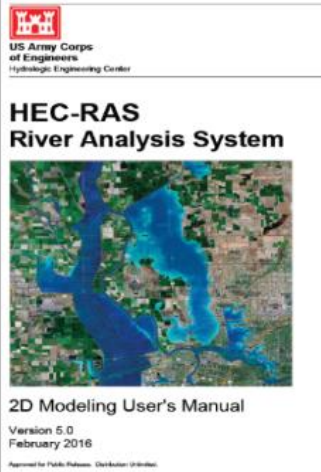 US Army Corps
of Engineers
Hydrologic Engineering Center
HEC-RAS
River Analysis System
2D Modeling User's Manual
Version 5.0
February 2016
Approved for Public Release. Distribution Unlimited.